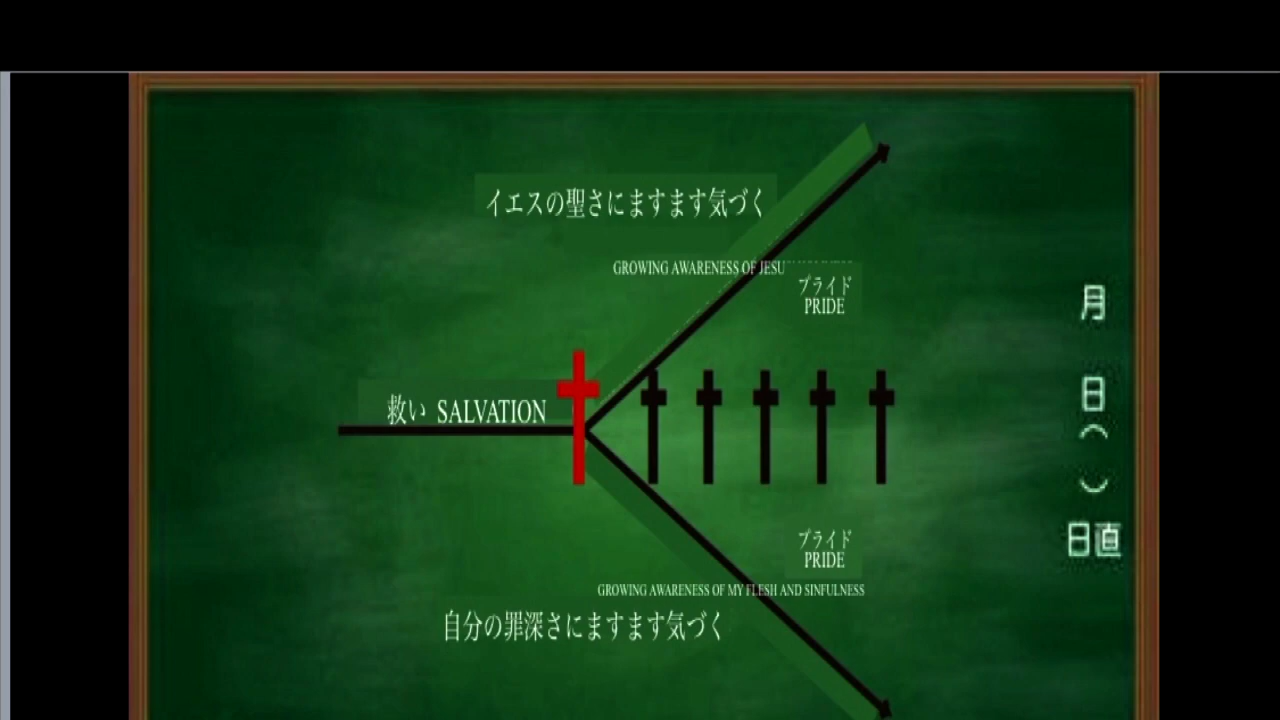 イエスの聖さにますます気づく
GROWING AWARENESS OF JESU
プライド
PRIDE
救い SALVATION
プライド
PRIDE
GROWING AWARENESS OF MY FLESH AND SINFULNESS
自分の罪深さにますます気づく
月
日
（
）
日直